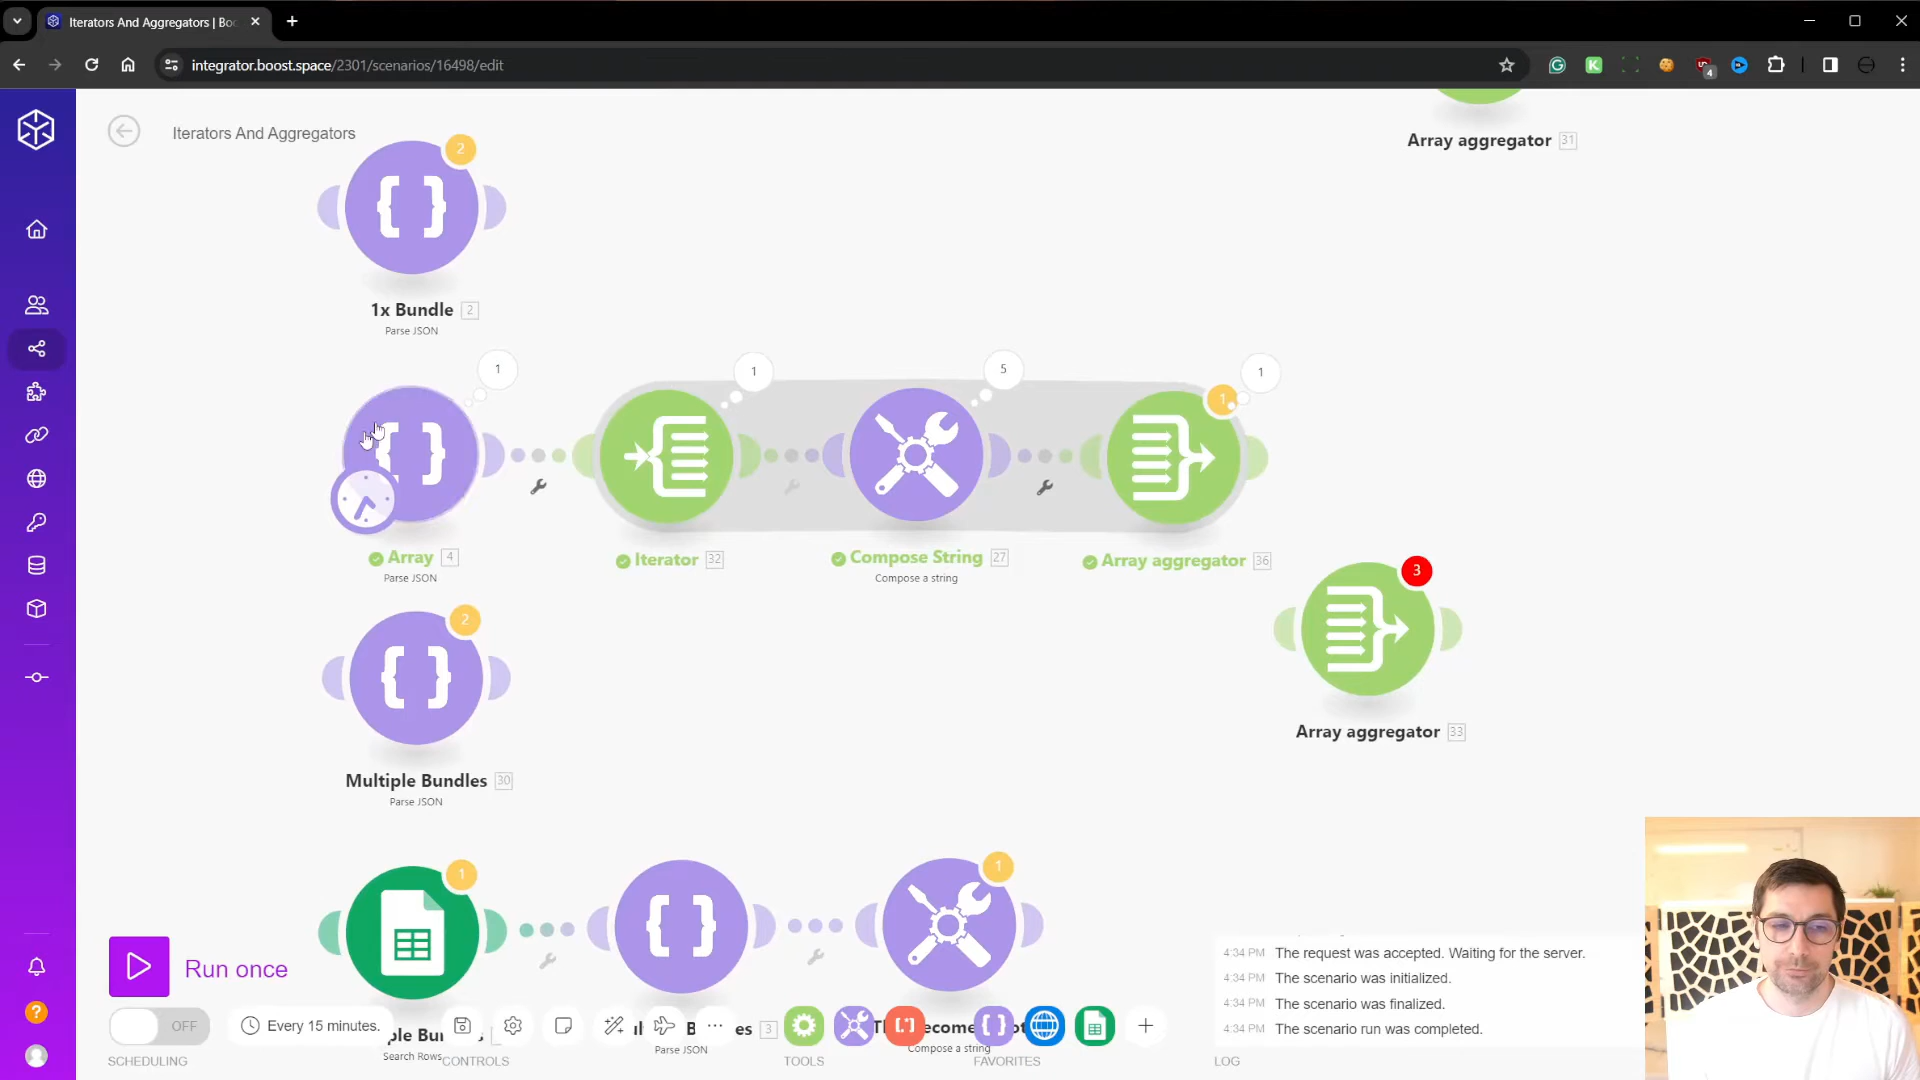 Iterators And Aggregators | Boo
integrator.boost.space/2301/scenarios/16498/edit
4
Iterators And Aggregators
Array aggregator 31
2
1x Bundle 2
Parse JSON
1
1
5
1
1
Array 4
Parse JSON
Iterator 32
Compose String 27
Compose a string
Array aggregator 36
3
Array aggregator 33
2
Multiple Bundles 30
Parse JSON
1
1
Run once
4:34 PM The request was accepted. Waiting for the server.
4:34 PM The scenario was initialized.
4:34 PM The scenario was finalized.
4:34 PM The scenario run was completed.
OFF
Every 15 minutes.
Search Rows
3
Parse JSON
Compose a string
SCHEDULING
CONTROLS
TOOLS
FAVORITES
LOG
?